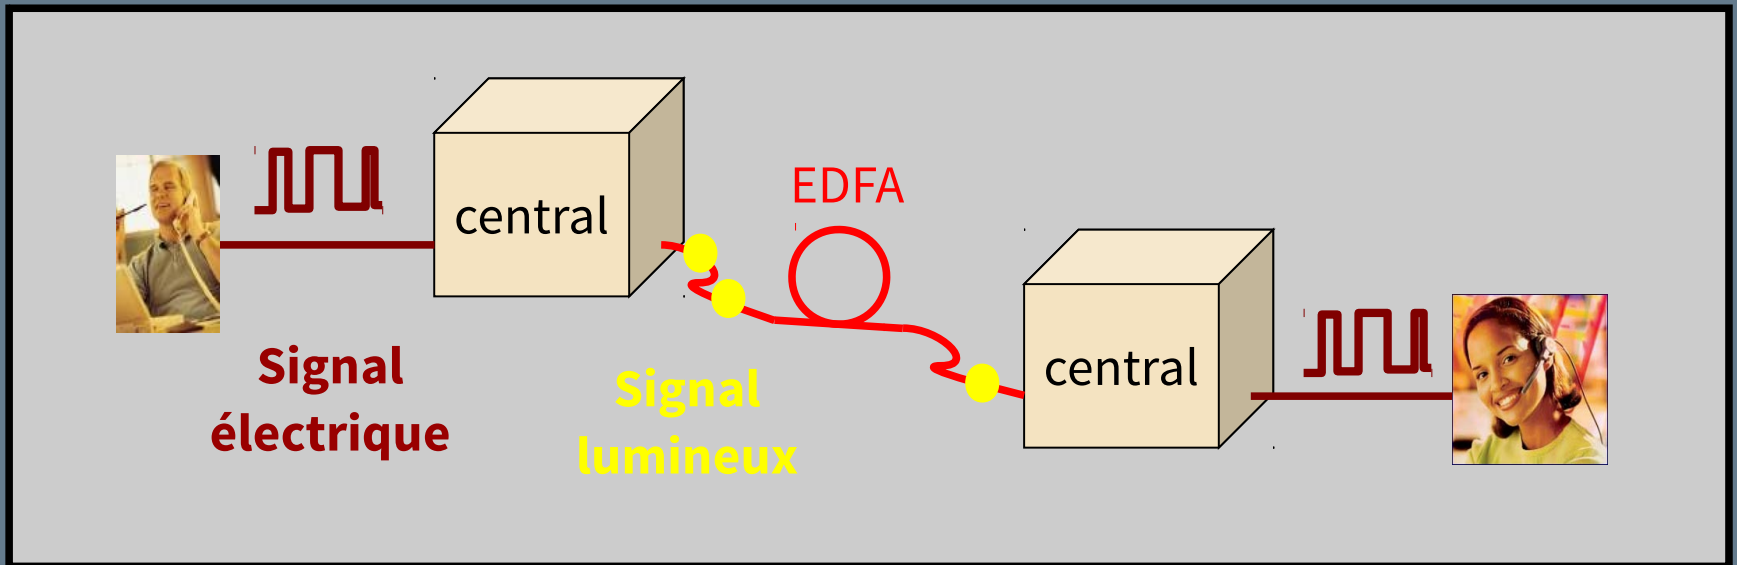 central
EDFA
central
Signal
électrique
Signal
lumineux